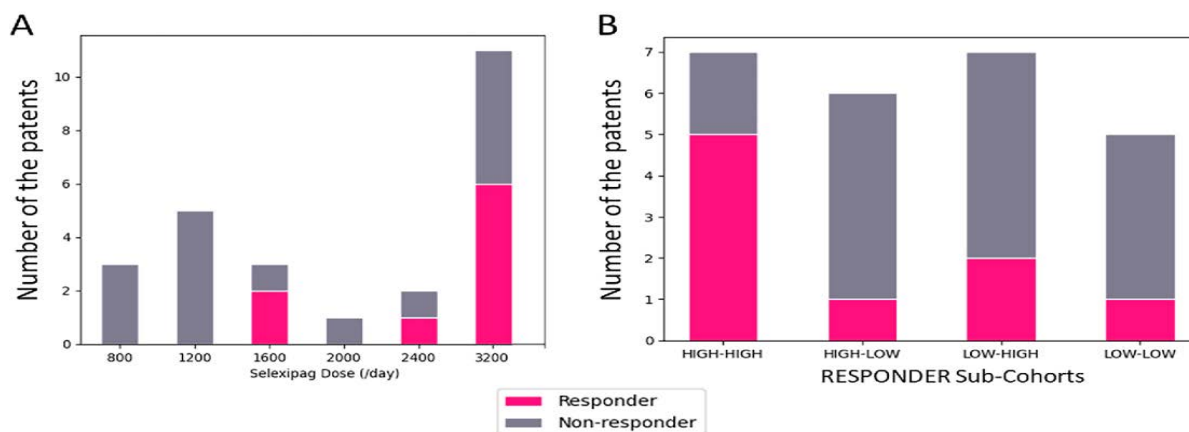 A
B
Number of the patents
10
8
6
4
2
0
800 1200 1600 2000 2400 3200
Selexipag Dose (/day)
Number of the patents
7
6
5
4
3
2
1
0
HIGH-HIGH HIGH-LOW LOW-HIGH LOW-LOW
RESPONDER Sub-Cohorts
Responder
Non-responder